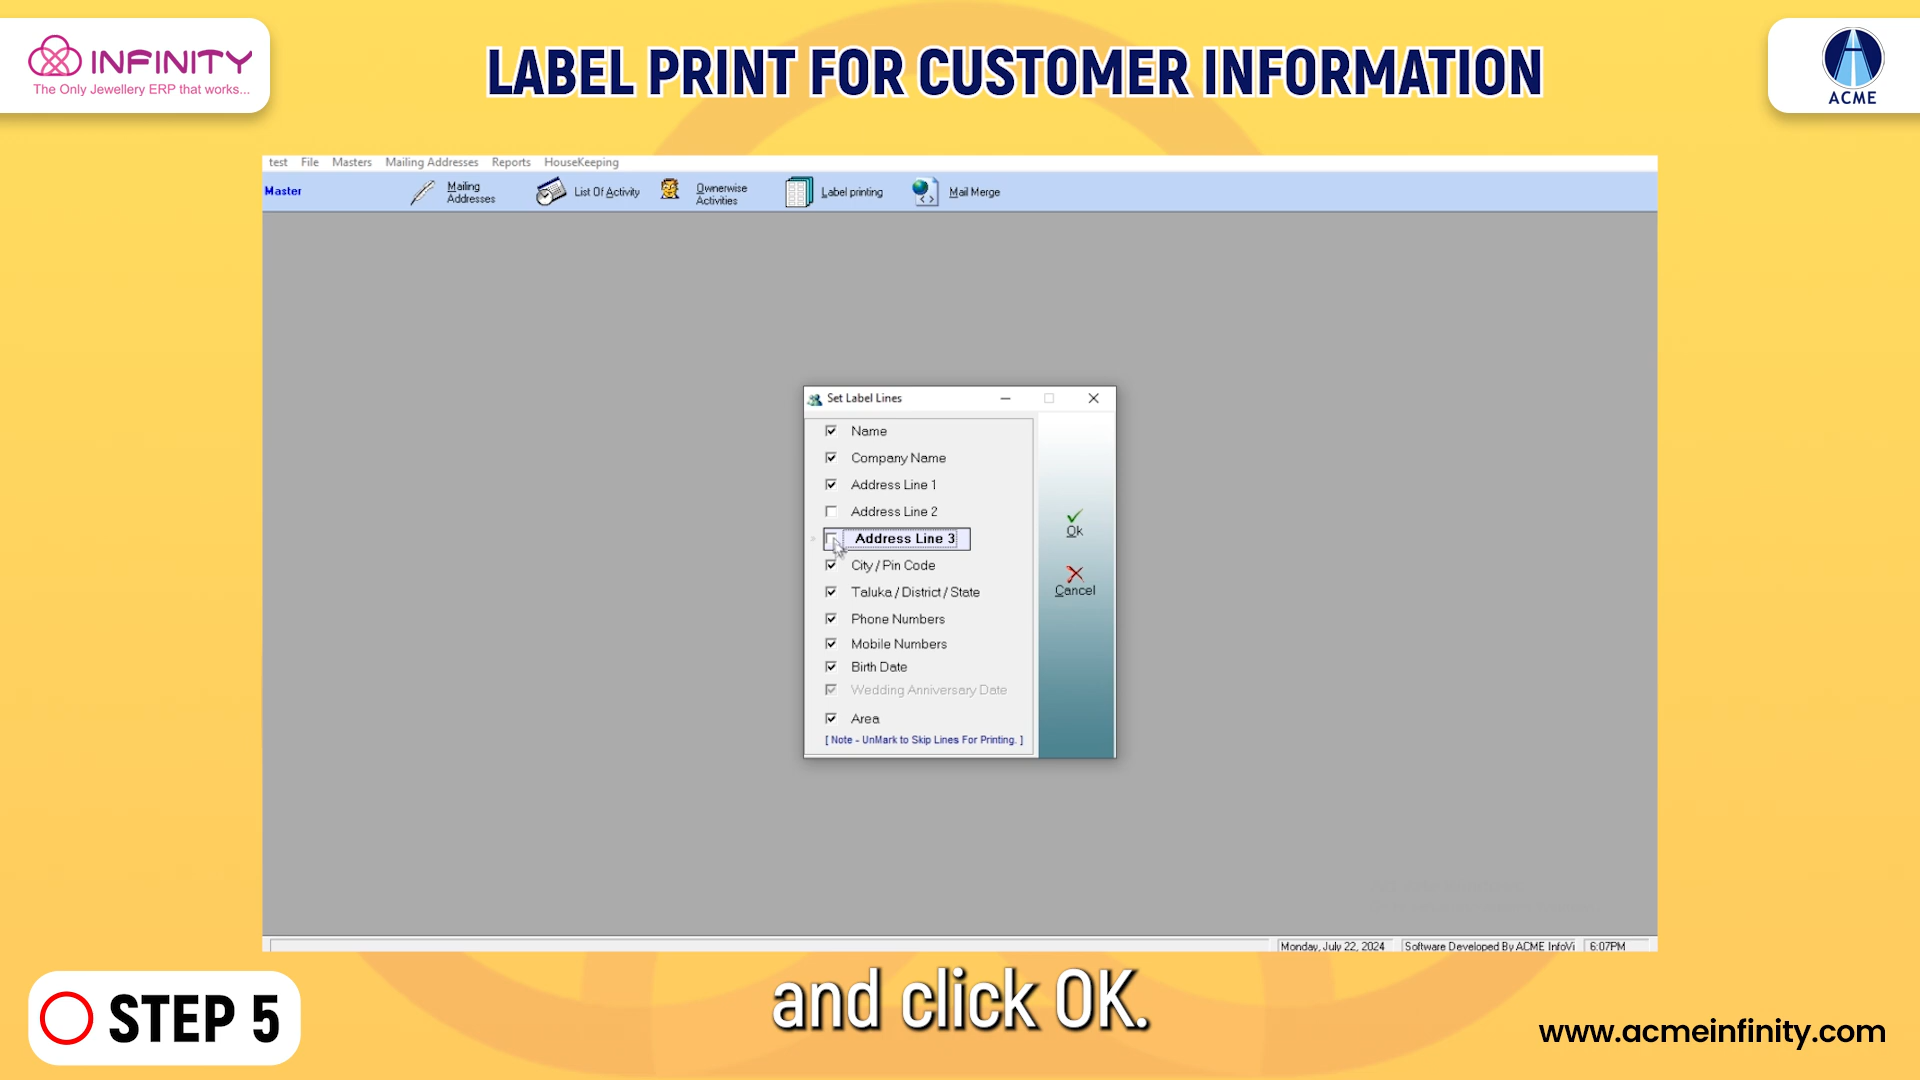 INFINITY
The Only Jewellery ERP that works...
LABEL PRINT FOR CUSTOMER INFORMATION
ACME
test File Masters Mailing Addresses Reports HouseKeeping
Master
Mailing Addresses
List Of Activity
Ownerwise Activities
Label printing
Mail Merge
Set Label Lines
Name
Company Name
Address Line 1
Address Line 2
Address Line 3
City / Pin Code
Taluka / District / State
Phone Numbers
Mobile Numbers
Birth Date
Wedding Anniversary Date
Area
[ Note - UnMark to Skip Lines For Printing. ]
Ok
Cancel
Monday, July 22, 2024 Software Developed By ACME InfoVi 6:07PM
STEP 5
and click OK.
www.acmeinfinity.com